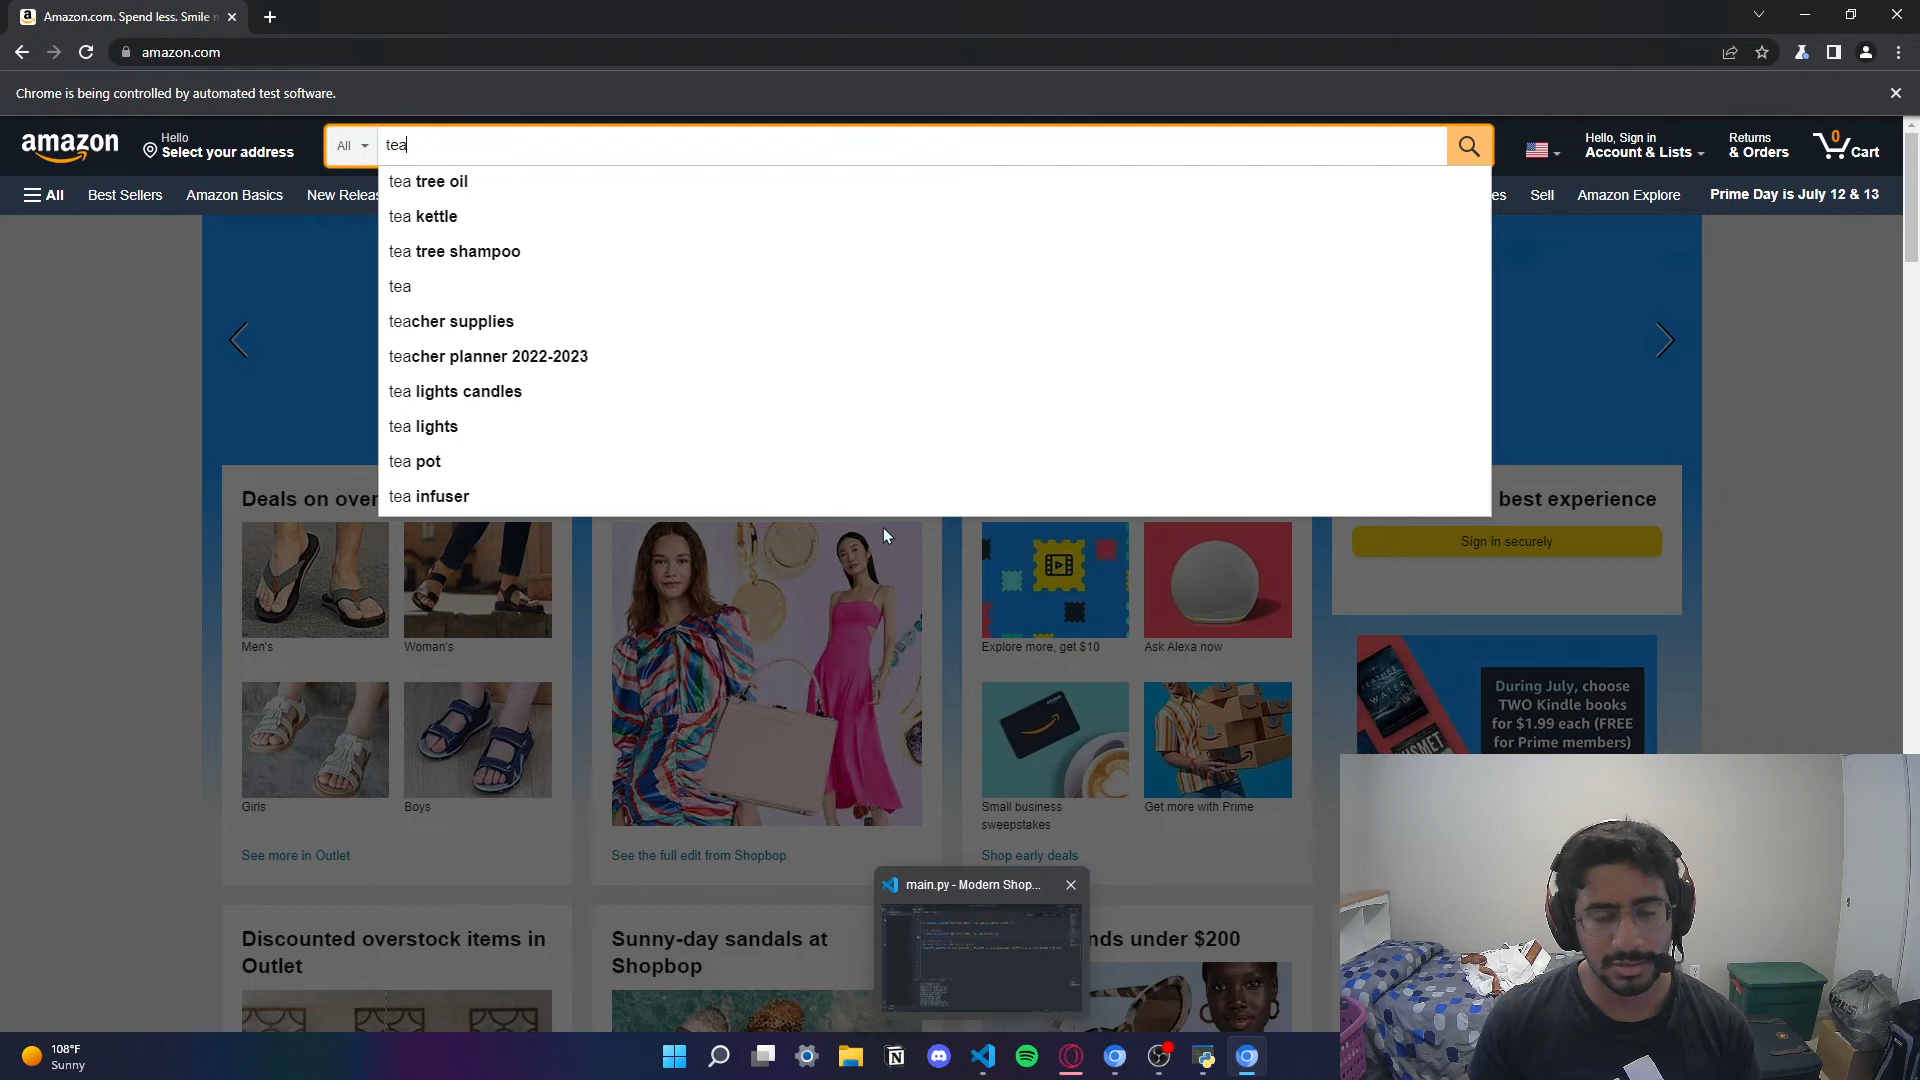 Amazon.com. Spend less. Smile
amazon.com
Chrome is being controlled by automated test software.
amazon
Hello
Select your address
All
tea
Hello, Sign in
Account & Lists
Returns
& Orders
0
Cart
All
Best Sellers
Amazon Basics
New Relea
es
Sell
Amazon Explore
Prime Day is July 12 & 13
tea tree oil
tea kettle
tea tree shampoo
tea
teacher supplies
teacher planner 2022-2023
tea lights candles
tea lights
tea pot
tea infuser
Deals on over
best experience
Sign in securely
Men's
Woman's
Explore more, get $10
Ask Alexa now
During July, choose
TWO Kindle books
for $1.99 each (FREE
for Prime members)
Girls
Boys
Small business
sweepstakes
Get more with Prime
See more in Outlet
See the full edit from Shopbop
Shop early deals
main.py - Modern Shop...
Discounted overstock items in
Outlet
Sunny-day sandals at
Shopbop
nds under $200
108°F
Sunny